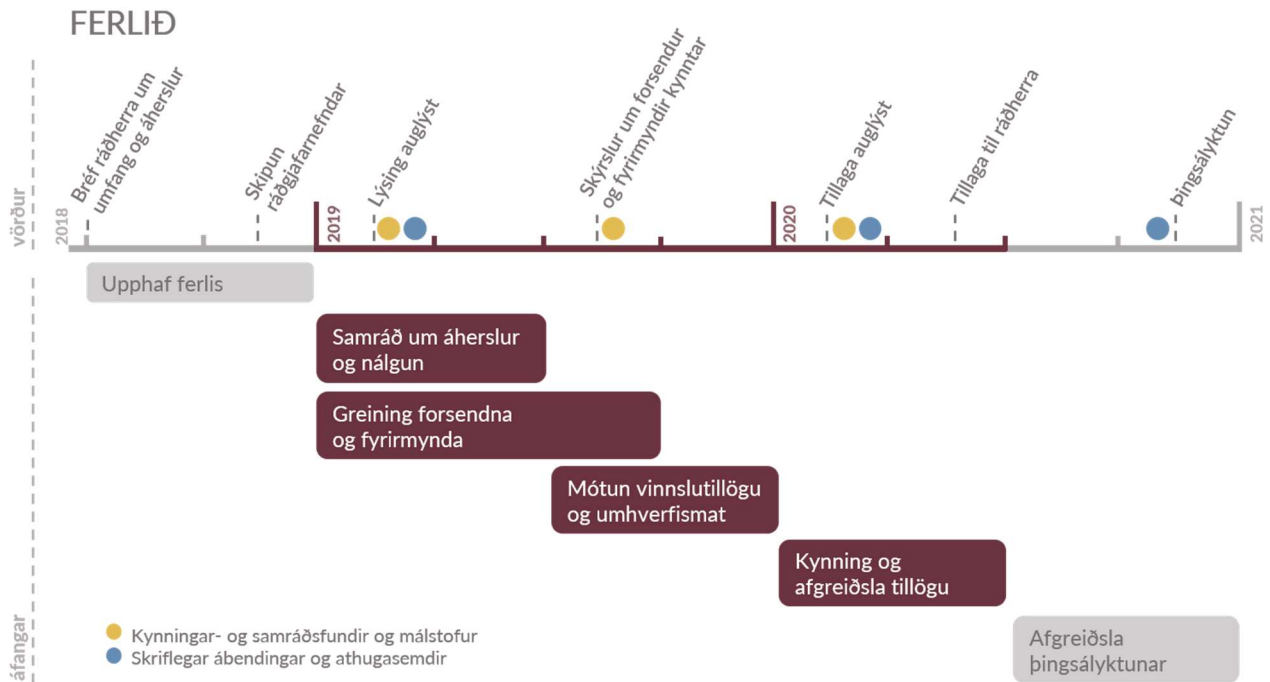 FERLIÐ
vörður
2018
Bréf ráðherra um
umfang og áherslur
Skipun
ráðgjafarnefndar
2019
Lýsing auglýst
Skýrslur um forsendur
og fyrirmyndir kynntar
2020
Tillaga auglýst
Tillaga til ráðherra
Þingsályktun
2021
Upphaf ferlis
Samráð um áherslur
og nálgun
Greining forsendna
og fyrirmynda
Mótun vinnslutillögu
og umhverfismat
Kynning og
afgreiðsla tillögu
Afgreiðsla
þingsályktunar
áfangar
Kynningar- og samráðsfundir og málstofur
Skriflegar ábendingar og athugasemdir